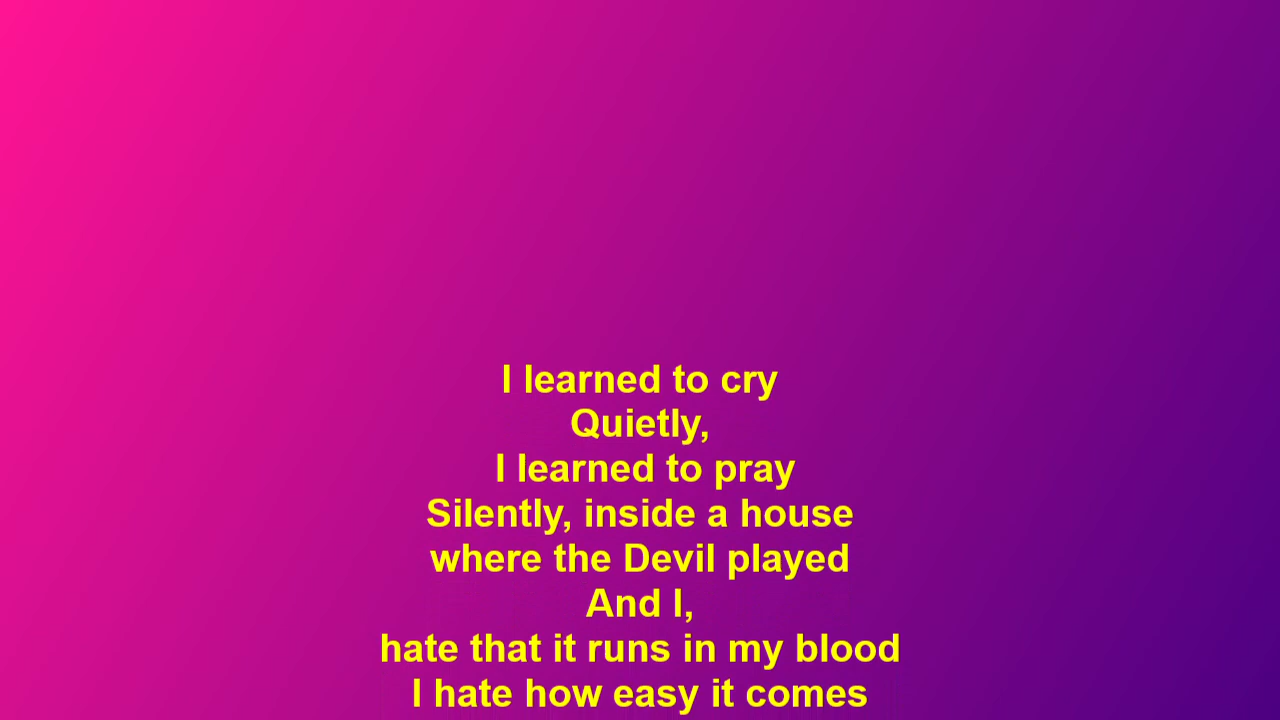 I learned to cry
Quietly,
I learned to pray
Silently, inside a house
where the Devil played
And I,
hate that it runs in my blood
I hate how easy it comes